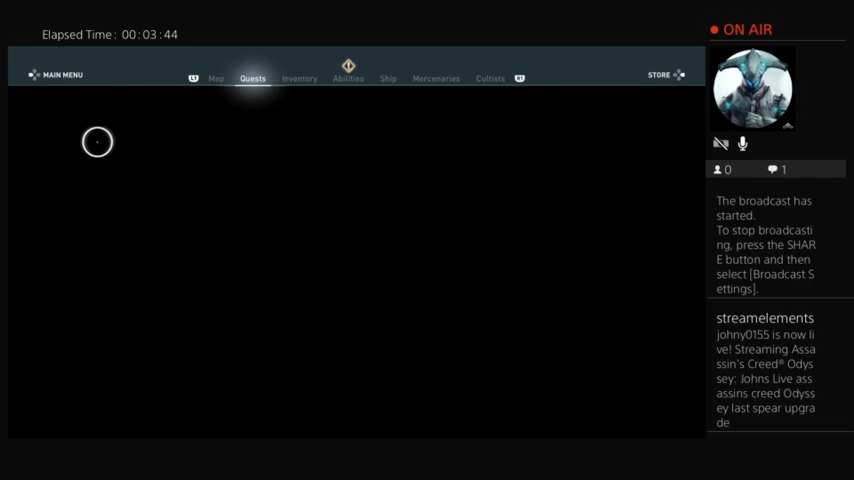 Elapsed Time: 00:03:44
ON AIR
MAIN MENU
L1 Map Quests Inventory Abilities Ship Mercenaries Cultists R1
STORE
0 1
The broadcast has
started.
To stop broadcasti
ng, press the SHAR
E button and then
select [Broadcast S
ettings].
streamelements
johny0155 is now li
ve! Streaming Assa
ssin's Creed® Odys
sey: Johns Live ass
assins creed Odyss
ey last spear upgra
de